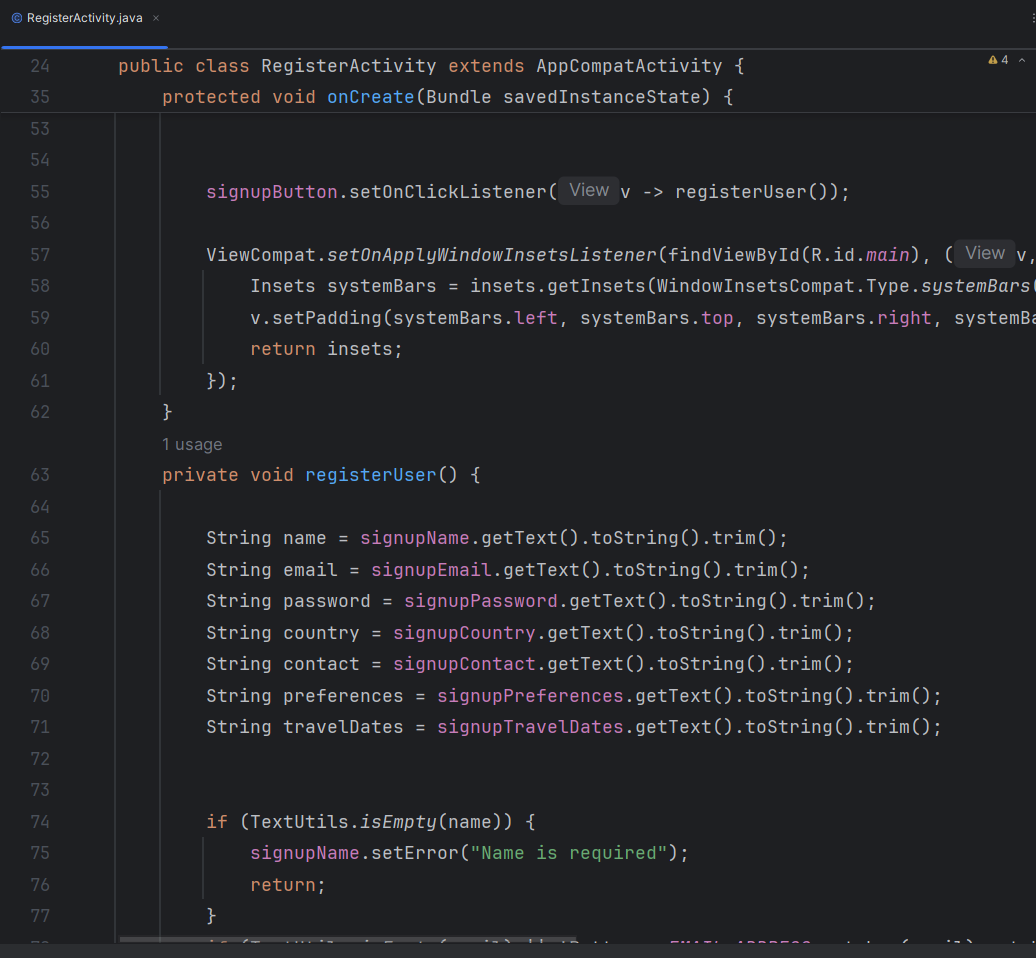 RegisterActivity.java
4
24 public class RegisterActivity extends AppCompatActivity {
35 protected void onCreate(Bundle savedInstanceState) {
53
54
55 signupButton.setOnClickListener( View v -> registerUser());
56
57 ViewCompat.setOnApplyWindowInsetsListener(findViewById(R.id.main), ( View v,
58 Insets systemBars = insets.getInsets(WindowInsetsCompat.Type.systemBars(
59 v.setPadding(systemBars.left, systemBars.top, systemBars.right, systemBa
60 return insets;
61 });
62 }
1 usage
63 private void registerUser() {
64
65 String name = signupName.getText().toString().trim();
66 String email = signupEmail.getText().toString().trim();
67 String password = signupPassword.getText().toString().trim();
68 String country = signupCountry.getText().toString().trim();
69 String contact = signupContact.getText().toString().trim();
70 String preferences = signupPreferences.getText().toString().trim();
71 String travelDates = signupTravelDates.getText().toString().trim();
72
73
74 if (TextUtils.isEmpty(name)) {
75 signupName.setError("Name is required");
76 return;
77 }